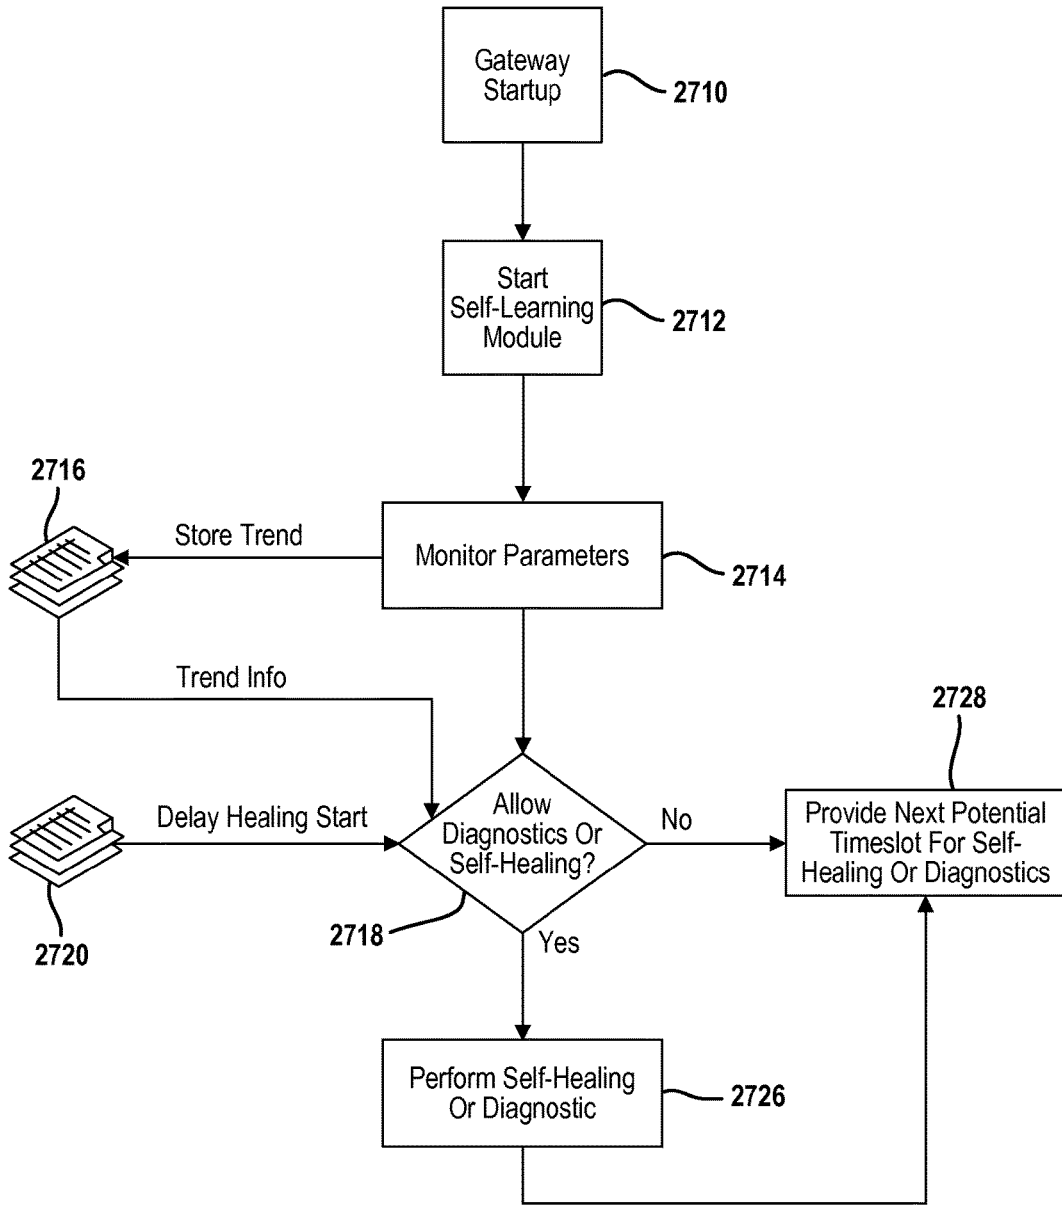 Gateway
Startup
2710
Start
Self-Learning
Module
2712
2716
Store Trend
Monitor Parameters
2714
Trend Info
2728
Delay Healing Start
Allow
Diagnostics Or
Self-Healing?
No
Provide Next Potential
Timeslot For Self-
Healing Or Diagnostics
2720
2718
Yes
Perform Self-Healing
Or Diagnostic
2726